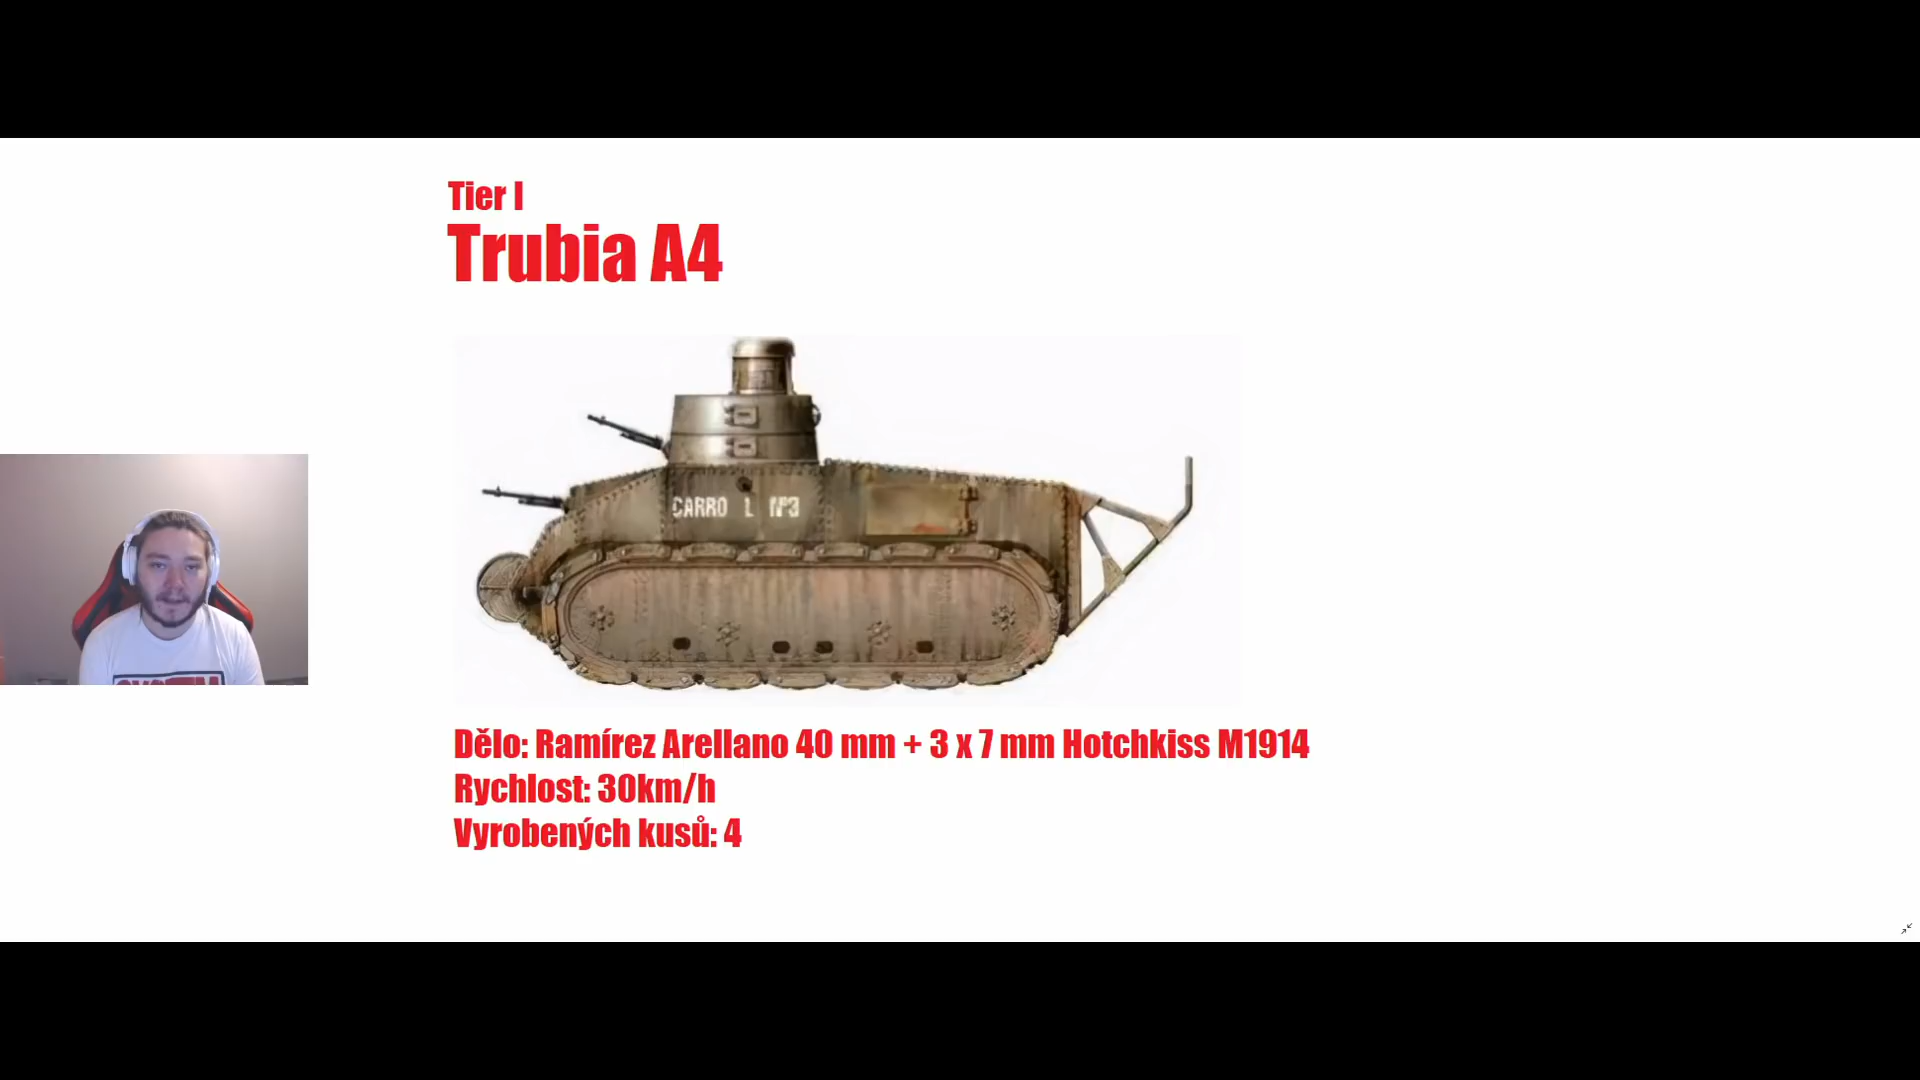 Tier I
Trubia A4
CARRO L Nº3
Dělo: Ramírez Arellano 40 mm + 3 x 7 mm Hotchkiss M1914
Rychlost: 30km/h
Vyrobených kusů: 4